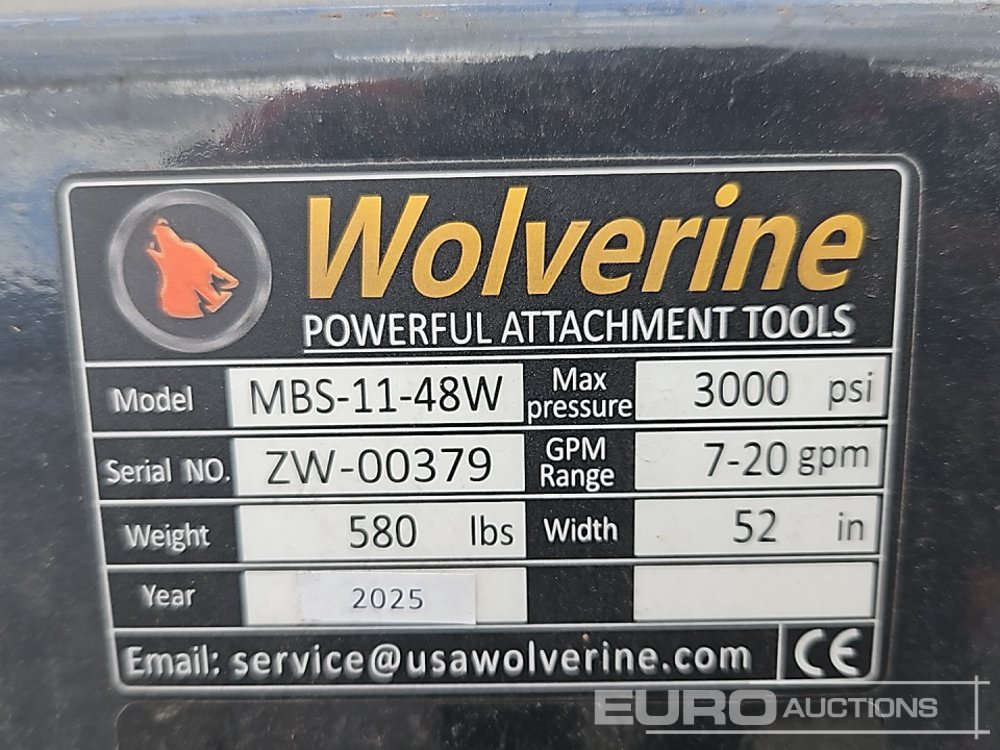 Wolverine
POWERFUL ATTACHMENT TOOLS
Model MBS-11-48W Max pressure 3000 psi
Serial NO. ZW-00379 GPM Range 7-20 gpm
Weight 580 lbs Width 52 in
Year 2025
Email: service@usawolverine.com CE
EURO AUCTIONS